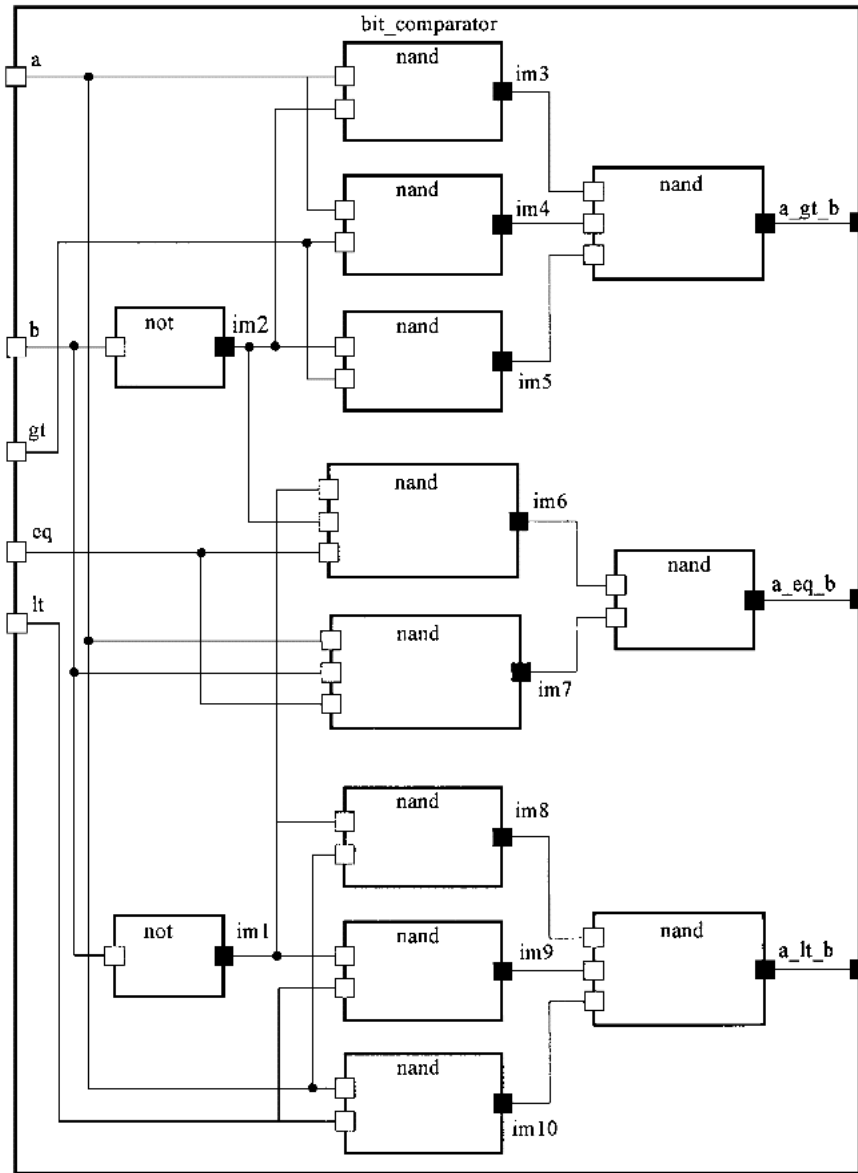 bit_comparator
a
nand
im3
nand
nand
im4
a_gt_b
b
not
im2
nand
im5
gt
nand
im6
eq
nand
a_eq_b
lt
nand
im7
nand
im8
not
im1
nand
im9
nand
a_lt_b
nand
im10